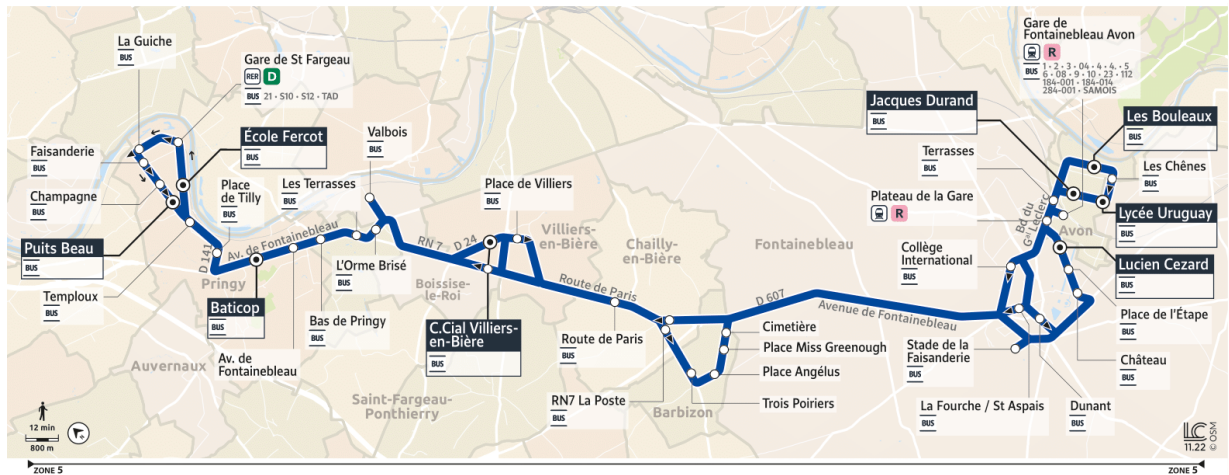 La Guiche
BUS
Gare de St Fargeau
RER D
BUS 21 • S10 • S12 • TAD
École Fercot
BUS
Valbois
BUS
Faisanderie
BUS
Champagne
BUS
Place
de Tilly
BUS
Les Terrasses
BUS
Place de Villiers
BUS
Puits Beau
BUS
Temploux
BUS
D 141
Pringy
Av. de Fontainebleau
Baticop
BUS
Av. de
Fontainebleau
BUS
Bas de Pringy
BUS
L'Orme Brisé
BUS
RN 7
D 24
Boissise-
le-Roi
Villiers-
en-Bière
Chailly-
en-Bière
C.Cial Villiers-
en-Bière
BUS
Route de Paris
Route de Paris
BUS
RN7 La Poste
BUS
Auvernaux
Saint-Fargeau-
Ponthierry
Barbizon
Cimetière
Place Miss Greenough
Place Angélus
Trois Poiriers
D 607
Avenue de Fontainebleau
Fontainebleau
Gare de
Fontainebleau Avon
R
BUS 1 • 2 • 3 • 04 • 4 • 4. • 5
6 • 08 • 9 • 10 • 23 • 112
184-001 • 184-014
284-001 • SAMOIS
Jacques Durand
BUS
Les Bouleaux
BUS
Terrasses
BUS
Les Chênes
BUS
Plateau de la Gare
R
BUS
Bd du
Gal Leclerc
Avon
Lycée Uruguay
BUS
Collège
International
BUS
Lucien Cezard
BUS
Place de l'Étape
BUS
Stade de la
Faisanderie
BUS
Château
BUS
La Fourche / St Aspais
BUS
Dunant
BUS
12 min
800 m
LC
11.22
© OSM
ZONE 5
ZONE 5